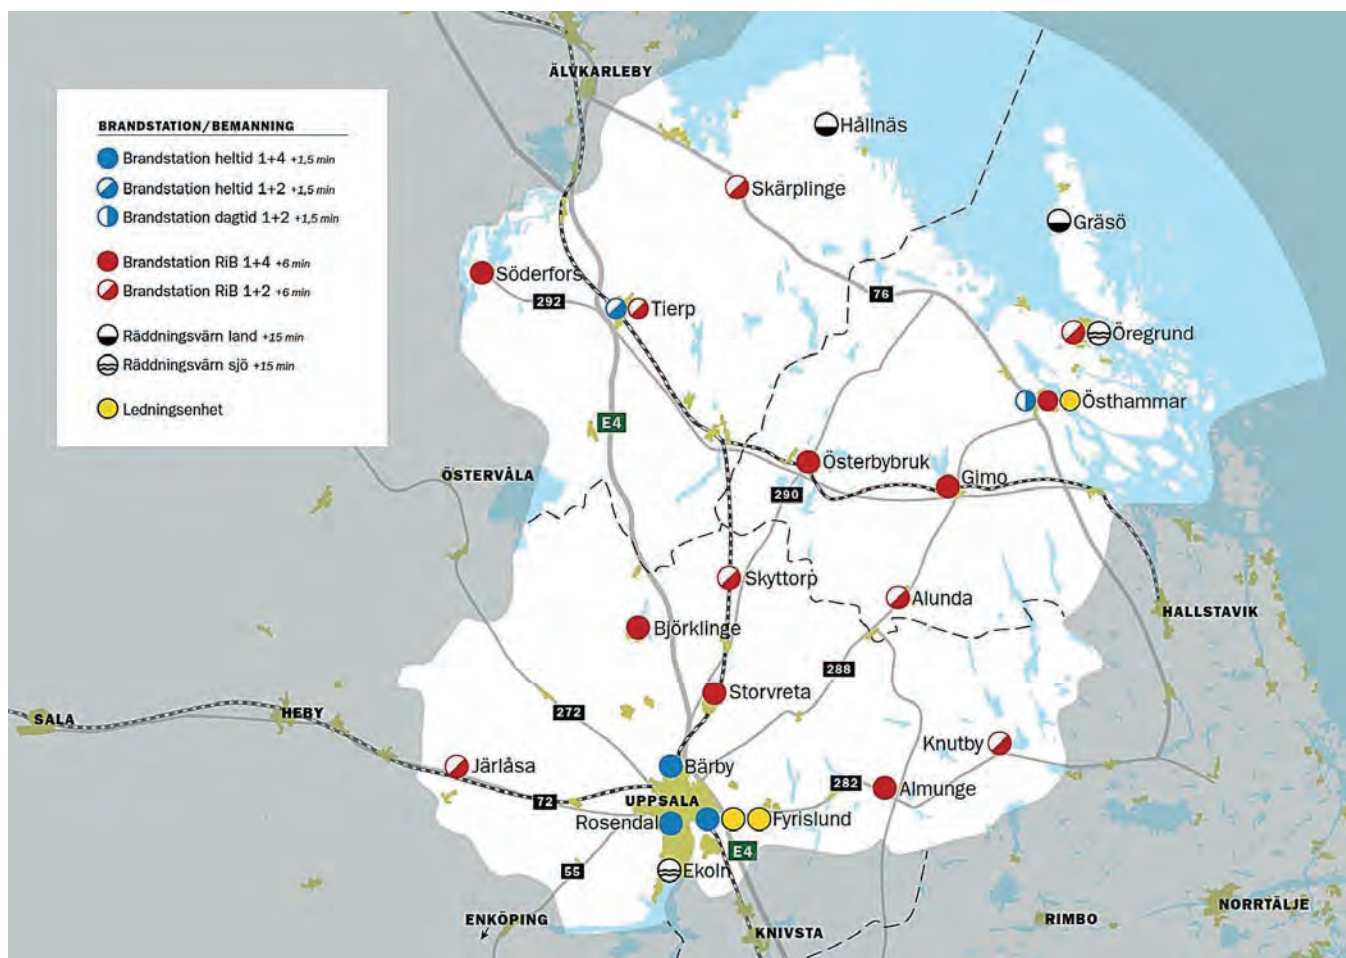 ÄLVKARLEBY
BRANDSTATION/BEMANNING
Brandstation heltid 1+4 +1,5 min
Brandstation heltid 1+2 +1,5 min
Brandstation dagtid 1+2 +1,5 min
Brandstation RiB 1+4 +6 min
Brandstation RiB 1+2 +6 min
Räddningsvärn land +15 min
Räddningsvärn sjö +15 min
Ledningsenhet
Hållnäs
Skärplinge
Gräsö
Söderfors
292
76
Tierp
Öregrund
Östhammar
E4
Österbybruk
ÖSTERVÅLA
Gimo
290
Skyttorp
Alunda
HALLSTAVIK
Björklinge
288
Storvreta
272
SALA
HEBY
Knutby
Järlåsa
Bärby
282
Almunge
72
UPPSALA
Rosendal
Fyrislund
E4
55
Ekoln
NORRTÄLJE
ENKÖPING
RIMBO
KNIVSTA